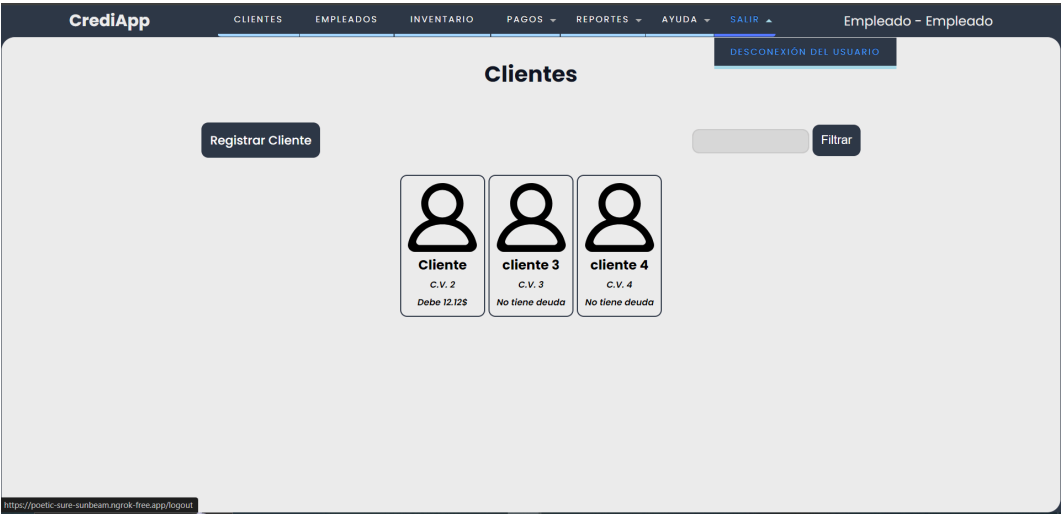 CrediApp CLIENTES EMPLEADOS INVENTARIO PAGOS REPORTES AYUDA SALIR Empleado - Empleado
DESCONEXIÓN DEL USUARIO
Clientes
Registrar Cliente Filtrar
Cliente cliente 3 cliente 4
C.V. 2 C.V. 3 C.V. 4
Debe 12.12$ No tiene deuda No tiene deuda
https://poetic-sure-sunbeam.ngrok-free.app/logout